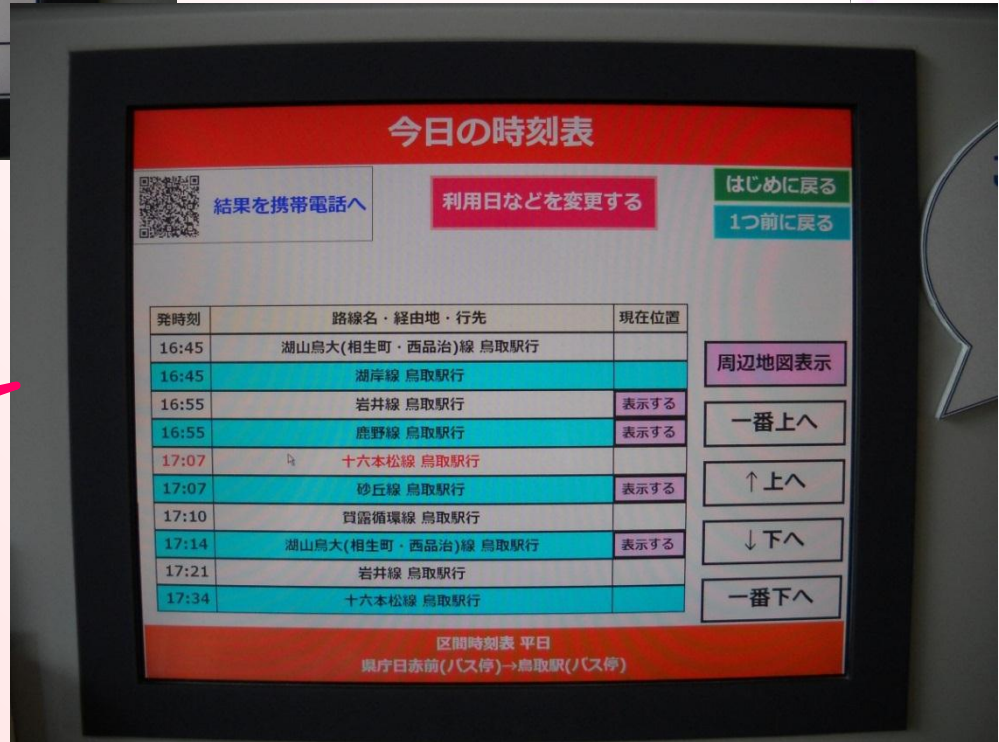 今日の時刻表
結果を携帯電話へ
利用日などを変更する
はじめに戻る
1つ前に戻る
発時刻 路線名・経由地・行先 現在位置
16:45 湖山鳥大(相生町・西品治)線 鳥取駅行
16:45 湖岸線 鳥取駅行
16:55 岩井線 鳥取駅行 表示する
16:55 鹿野線 鳥取駅行 表示する
17:07 十六本松線 鳥取駅行
17:07 砂丘線 鳥取駅行 表示する
17:10 賀露循環線 鳥取駅行
17:14 湖山鳥大(相生町・西品治)線 鳥取駅行 表示する
17:21 岩井線 鳥取駅行
17:34 十六本松線 鳥取駅行
周辺地図表示
一番上へ
↑上へ
↓下へ
一番下へ
区間時刻表 平日
県庁日赤前(バス停)→鳥取駅(バス停)